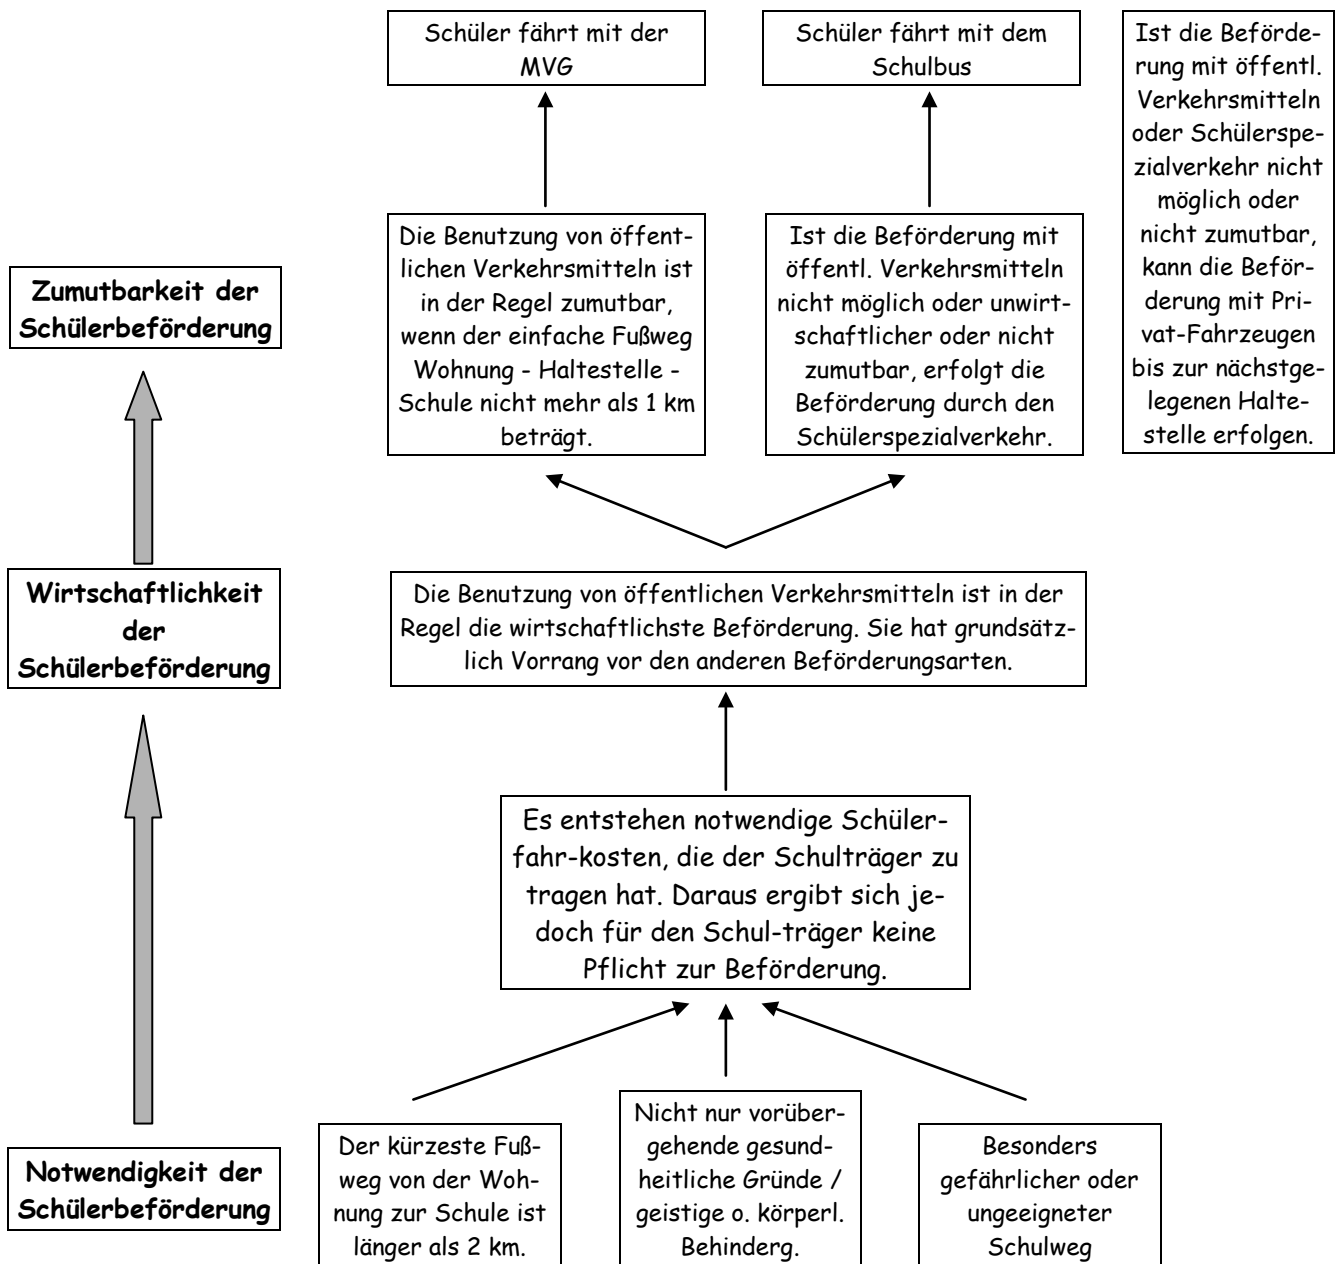 Schüler fährt mit der
MVG
Schüler fährt mit dem
Schulbus
Ist die Beförde-
rung mit öffentl.
Verkehrsmitteln
oder Schülerspe-
zialverkehr nicht
möglich oder
nicht zumutbar,
kann die Beför-
derung mit Pri-
vat-Fahrzeugen
bis zur nächstge-
legenen Halte-
stelle erfolgen.
Zumutbarkeit der
Schülerbeförderung
Die Benutzung von öffent-
lichen Verkehrsmitteln ist
in der Regel zumutbar,
wenn der einfache Fußweg
Wohnung - Haltestelle -
Schule nicht mehr als 1 km
beträgt.
Ist die Beförderung mit
öffentl. Verkehrsmitteln
nicht möglich oder unwirt-
schaftlicher oder nicht
zumutbar, erfolgt die
Beförderung durch den
Schülerspezialverkehr.
Wirtschaftlichkeit
der
Schülerbeförderung
Die Benutzung von öffentlichen Verkehrsmitteln ist in der
Regel die wirtschaftlichste Beförderung. Sie hat grundsätz-
lich Vorrang vor den anderen Beförderungsarten.
Es entstehen notwendige Schüler-
fahr-kosten, die der Schulträger zu
tragen hat. Daraus ergibt sich je-
doch für den Schul-träger keine
Pflicht zur Beförderung.
Notwendigkeit der
Schülerbeförderung
Der kürzeste Fuß-
weg von der Woh-
nung zur Schule ist
länger als 2 km.
Nicht nur vorüber-
gehende gesund-
heitliche Gründe /
geistige o. körperl.
Behinderg.
Besonders
gefährlicher oder
ungeeigneter
Schulweg